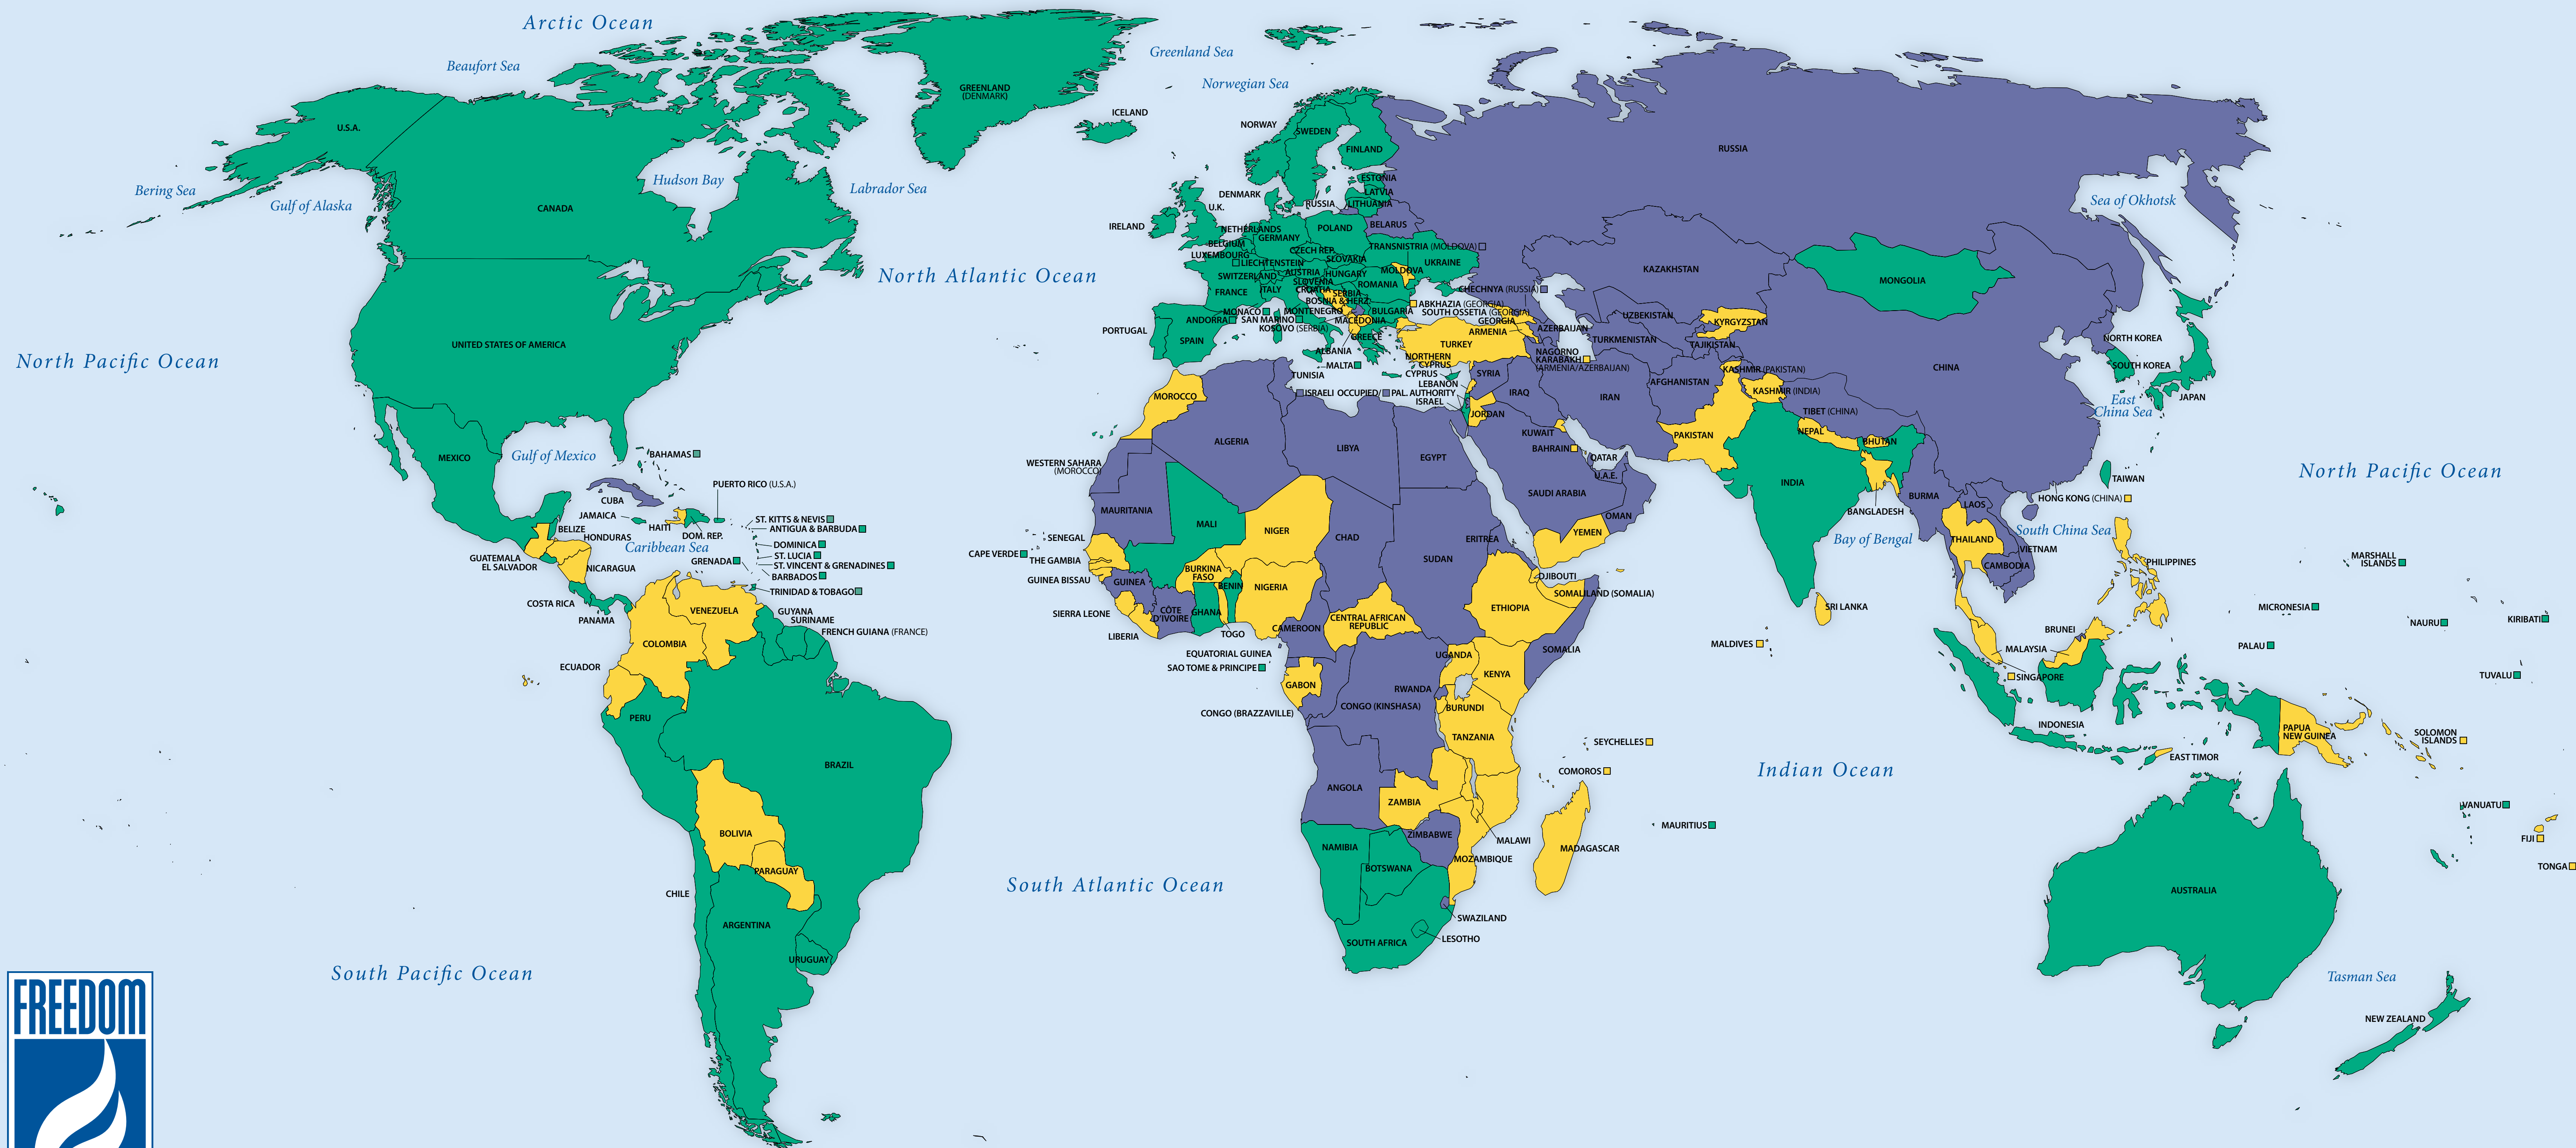 Arctic Ocean
Greenland Sea
Beaufort Sea
Norwegian Sea
GREENLAND
(DENMARK)
ICELAND
U.S.A.
NORWAY
SWEDEN
FINLAND
RUSSIA
Hudson Bay
Bering Sea
Gulf of Alaska
Labrador Sea
CANADA
ESTONIA
LATVIA
LITHUANIA
RUSSIA
DENMARK
U.K.
IRELAND
Sea of Okhotsk
NETHERLANDS
BELGIUM
LUXEMBOURG
GERMANY
POLAND
BELARUS
CZECH REP.
SLOVAKIA
LIECHTENSTEIN
SWITZERLAND
AUSTRIA
HUNGARY
SLOVENIA
CROATIA
FRANCE
ITALY
TRANSNISTRIA (MOLDOVA)
UKRAINE
MOLDOVA
ROMANIA
SERBIA
BOSNIA & HERZ.
MONTENEGRO
BULGARIA
MACEDONIA
KOSOVO (SERBIA)
MONACO
SAN MARINO
ANDORRA
PORTUGAL
SPAIN
ALBANIA
GREECE
MALTA
TUNISIA
CHECHNYA (RUSSIA)
ABKHAZIA (GEORGIA)
SOUTH OSSETIA (GEORGIA)
GEORGIA
ARMENIA
AZERBAIJAN
TURKEY
NAGORNO
KARABAKH
(ARMENIA/AZERBAIJAN)
NORTHERN
CYPRUS
CYPRUS
LEBANON
SYRIA
ISRAELI OCCUPIED/
PAL. AUTHORITY
ISRAEL
JORDAN
IRAQ
IRAN
KAZAKHSTAN
UZBEKISTAN
TURKMENISTAN
KYRGYZSTAN
TAJIKISTAN
AFGHANISTAN
KASHMIR (PAKISTAN)
KASHMIR (INDIA)
MONGOLIA
CHINA
TIBET (CHINA)
NORTH KOREA
SOUTH KOREA
JAPAN
East
China Sea
North Atlantic Ocean
North Pacific Ocean
UNITED STATES OF AMERICA
MEXICO
Gulf of Mexico
BAHAMAS
CUBA
PUERTO RICO (U.S.A.)
JAMAICA
HAITI
DOM. REP.
BELIZE
HONDURAS
Caribbean Sea
GUATEMALA
EL SALVADOR
NICARAGUA
COSTA RICA
PANAMA
ST. KITTS & NEVIS
ANTIGUA & BARBUDA
DOMINICA
ST. LUCIA
ST. VINCENT & GRENADINES
GRENADA
BARBADOS
TRINIDAD & TOBAGO
VENEZUELA
GUYANA
SURINAME
FRENCH GUIANA (FRANCE)
COLOMBIA
ECUADOR
PERU
BRAZIL
BOLIVIA
PARAGUAY
CHILE
ARGENTINA
URUGUAY
MOROCCO
WESTERN SAHARA
(MOROCCO)
ALGERIA
LIBYA
EGYPT
MAURITANIA
MALI
NIGER
CHAD
SUDAN
ERITREA
CAPE VERDE
SENEGAL
THE GAMBIA
GUINEA BISSAU
GUINEA
SIERRA LEONE
LIBERIA
CÔTE
D'IVOIRE
BURKINA
FASO
GHANA
BENIN
TOGO
NIGERIA
CAMEROON
CENTRAL AFRICAN
REPUBLIC
ETHIOPIA
DJIBOUTI
SOMALILAND (SOMALIA)
SOMALIA
EQUATORIAL GUINEA
SAO TOME & PRINCIPE
GABON
CONGO (BRAZZAVILLE)
CONGO (KINSHASA)
UGANDA
KENYA
RWANDA
BURUNDI
TANZANIA
ANGOLA
ZAMBIA
MALAWI
MOZAMBIQUE
ZIMBABWE
NAMIBIA
BOTSWANA
SOUTH AFRICA
SWAZILAND
LESOTHO
SEYCHELLES
COMOROS
MADAGASCAR
MAURITIUS
KUWAIT
BAHRAIN
QATAR
U.A.E.
SAUDI ARABIA
OMAN
YEMEN
PAKISTAN
INDIA
NEPAL
BHUTAN
BANGLADESH
BURMA
Bay of Bengal
SRI LANKA
MALDIVES
LAOS
THAILAND
VIETNAM
CAMBODIA
TAIWAN
HONG KONG (CHINA)
South China Sea
PHILIPPINES
BRUNEI
MALAYSIA
SINGAPORE
INDONESIA
EAST TIMOR
PAPUA
NEW GUINEA
North Pacific Ocean
MARSHALL
ISLANDS
MICRONESIA
NAURU
KIRIBATI
PALAU
TUVALU
SOLOMON
ISLANDS
VANUATU
FIJI
TONGA
Indian Ocean
South Atlantic Ocean
South Pacific Ocean
AUSTRALIA
Tasman Sea
NEW ZEALAND
FREEDOM